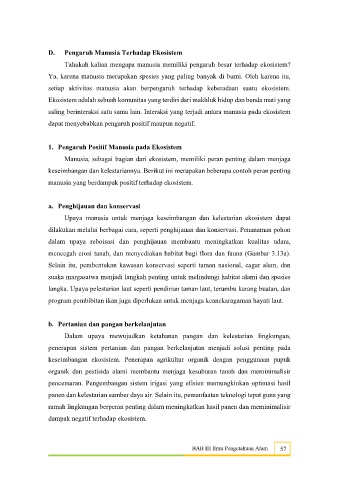 D. Pengaruh Manusia Terhadap Ekosistem
Tahukah kalian mengapa manusia memiliki pengaruh besar terhadap ekosistem?
Ya, karena manusia merupakan spesies yang paling banyak di bumi. Oleh karena itu,
setiap aktivitas manusia akan berpengaruh terhadap keberadaan suatu ekosistem.
Ekosistem adalah sebuah komunitas yang terdiri dari makhluk hidup dan benda mati yang
saling berinteraksi satu sama lain. Interaksi yang terjadi antara manusia pada ekosistem
dapat menyebabkan pengaruh positif maupun negatif.
1. Pengaruh Positif Manusia pada Ekosistem
Manusia, sebagai bagian dari ekosistem, memiliki peran penting dalam menjaga
keseimbangan dan kelestariannya. Berikut ini merupakan beberapa contoh peran penting
manusia yang berdampak positif terhadap ekosistem.
a. Penghijauan dan konservasi
Upaya manusia untuk menjaga keseimbangan dan kelestarian ekosistem dapat
dilakukan melalui berbagai cara, seperti penghijauan dan konservasi. Penanaman pohon
dalam upaya reboisasi dan penghijauan membantu meningkatkan kualitas udara,
mencegah erosi tanah, dan menyediakan habitat bagi flora dan fauna (Gambar 3.13a).
Selain itu, pembentukan kawasan konservasi seperti taman nasional, cagar alam, dan
suaka margasatwa menjadi langkah penting untuk melindungi habitat alami dan spesies
langka. Upaya pelestarian laut seperti pendirian taman laut, terumbu karang buatan, dan
program pembibitan ikan juga diperlukan untuk menjaga keanekaragaman hayati laut.
b. Pertanian dan pangan berkelanjutan
Dalam upaya mewujudkan ketahanan pangan dan kelestarian lingkungan,
penerapan sistem pertanian dan pangan berkelanjutan menjadi solusi penting pada
keseimbangan ekosistem. Penerapan agrikultur organik dengan penggunaan pupuk
organik dan pestisida alami membantu menjaga kesuburan tanah dan meminimalisir
pencemaran. Pengembangan sistem irigasi yang efisien memungkinkan optimasi hasil
panen dan kelestarian sumber daya air. Selain itu, pemanfaatan teknologi tepat guna yang
ramah lingkungan berperan penting dalam meningkatkan hasil panen dan meminimalisir
dampak negatif terhadap ekosistem.
BAB III Ilmu Pengetahuan Alam 57